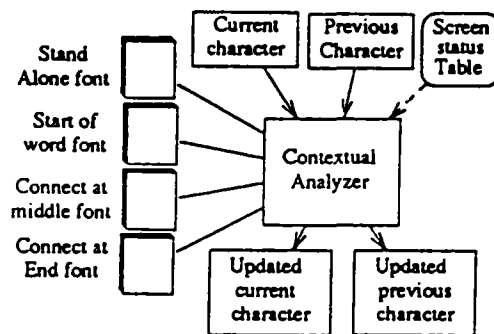 Current
character
Previous
Character
Screen
status
Table
Stand
Alone font
Start of
word font
Connect at
middle font
Connect at
End font
Contextual
Analyzer
Updated
current
character
Updated
previous
character